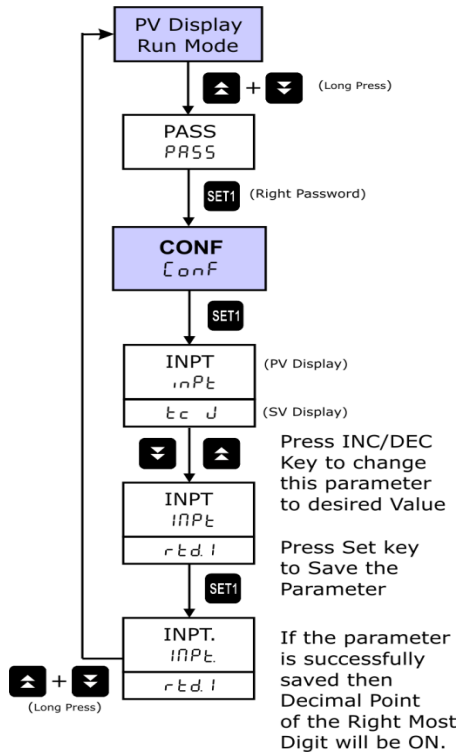 PV Display
Run Mode
+
(Long Press)
PASS
PASS
SET1 (Right Password)
CONF
ConF
SET1
INPT (PV Display)
inPt
tc J (SV Display)
Press INC/DEC
Key to change
this parameter
to desired Value
INPT
INPt
rtd.1
Press Set key
to Save the
Parameter
SET1
INPT.
INPt.
rtd.1
If the parameter
is successfully
saved then
Decimal Point
of the Right Most
Digit will be ON.
+
(Long Press)